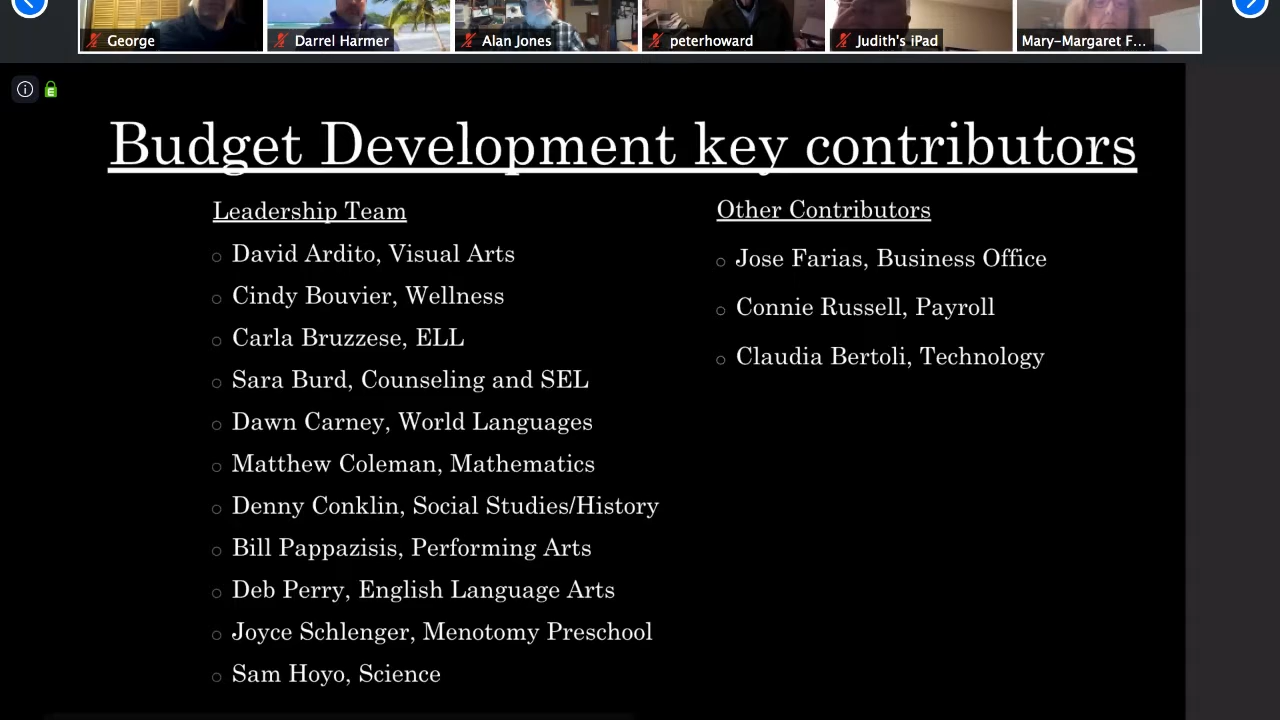 George
Darrel Harmer
Alan Jones
peterhoward
Judith's iPad
Mary-Margaret F...
E
Budget Development key contributors
Leadership Team
David Ardito, Visual Arts
Cindy Bouvier, Wellness
Carla Bruzzese, ELL
Sara Burd, Counseling and SEL
Dawn Carney, World Languages
Matthew Coleman, Mathematics
Denny Conklin, Social Studies/History
Bill Pappazisis, Performing Arts
Deb Perry, English Language Arts
Joyce Schlenger, Menotomy Preschool
Sam Hoyo, Science
Other Contributors
Jose Farias, Business Office
Connie Russell, Payroll
Claudia Bertoli, Technology